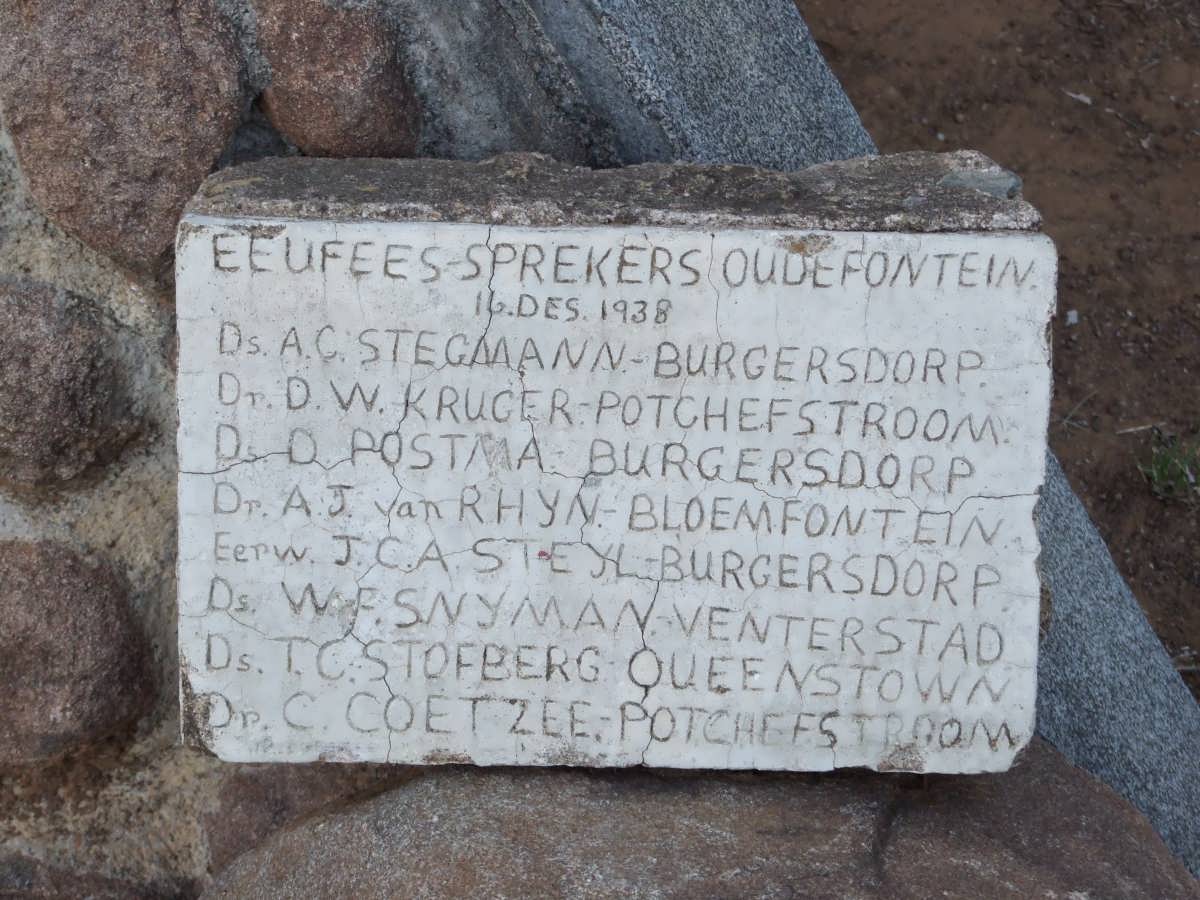 EEUFEES-SPREKERS OUDEFONTEIN.
16.DES.1938
Ds. A.C. STEGMANN.-BURGERSDORP.
Dr. D. W. KRUGER-POTCHEFSTROOM.
Ds. D. POSTMA-BURGERSDORP
Dr. A.J. van RHYN.-BLOEMFONTEIN.
Eerw. J.C.A STEYL-BURGERSDORP.
Ds. W.F. SNYMAN-VENTERSTAD
Ds. T.C. STOFBERG-QUEENSTOWN
Dr. C COETZEE.-POTCHEFSTROOM